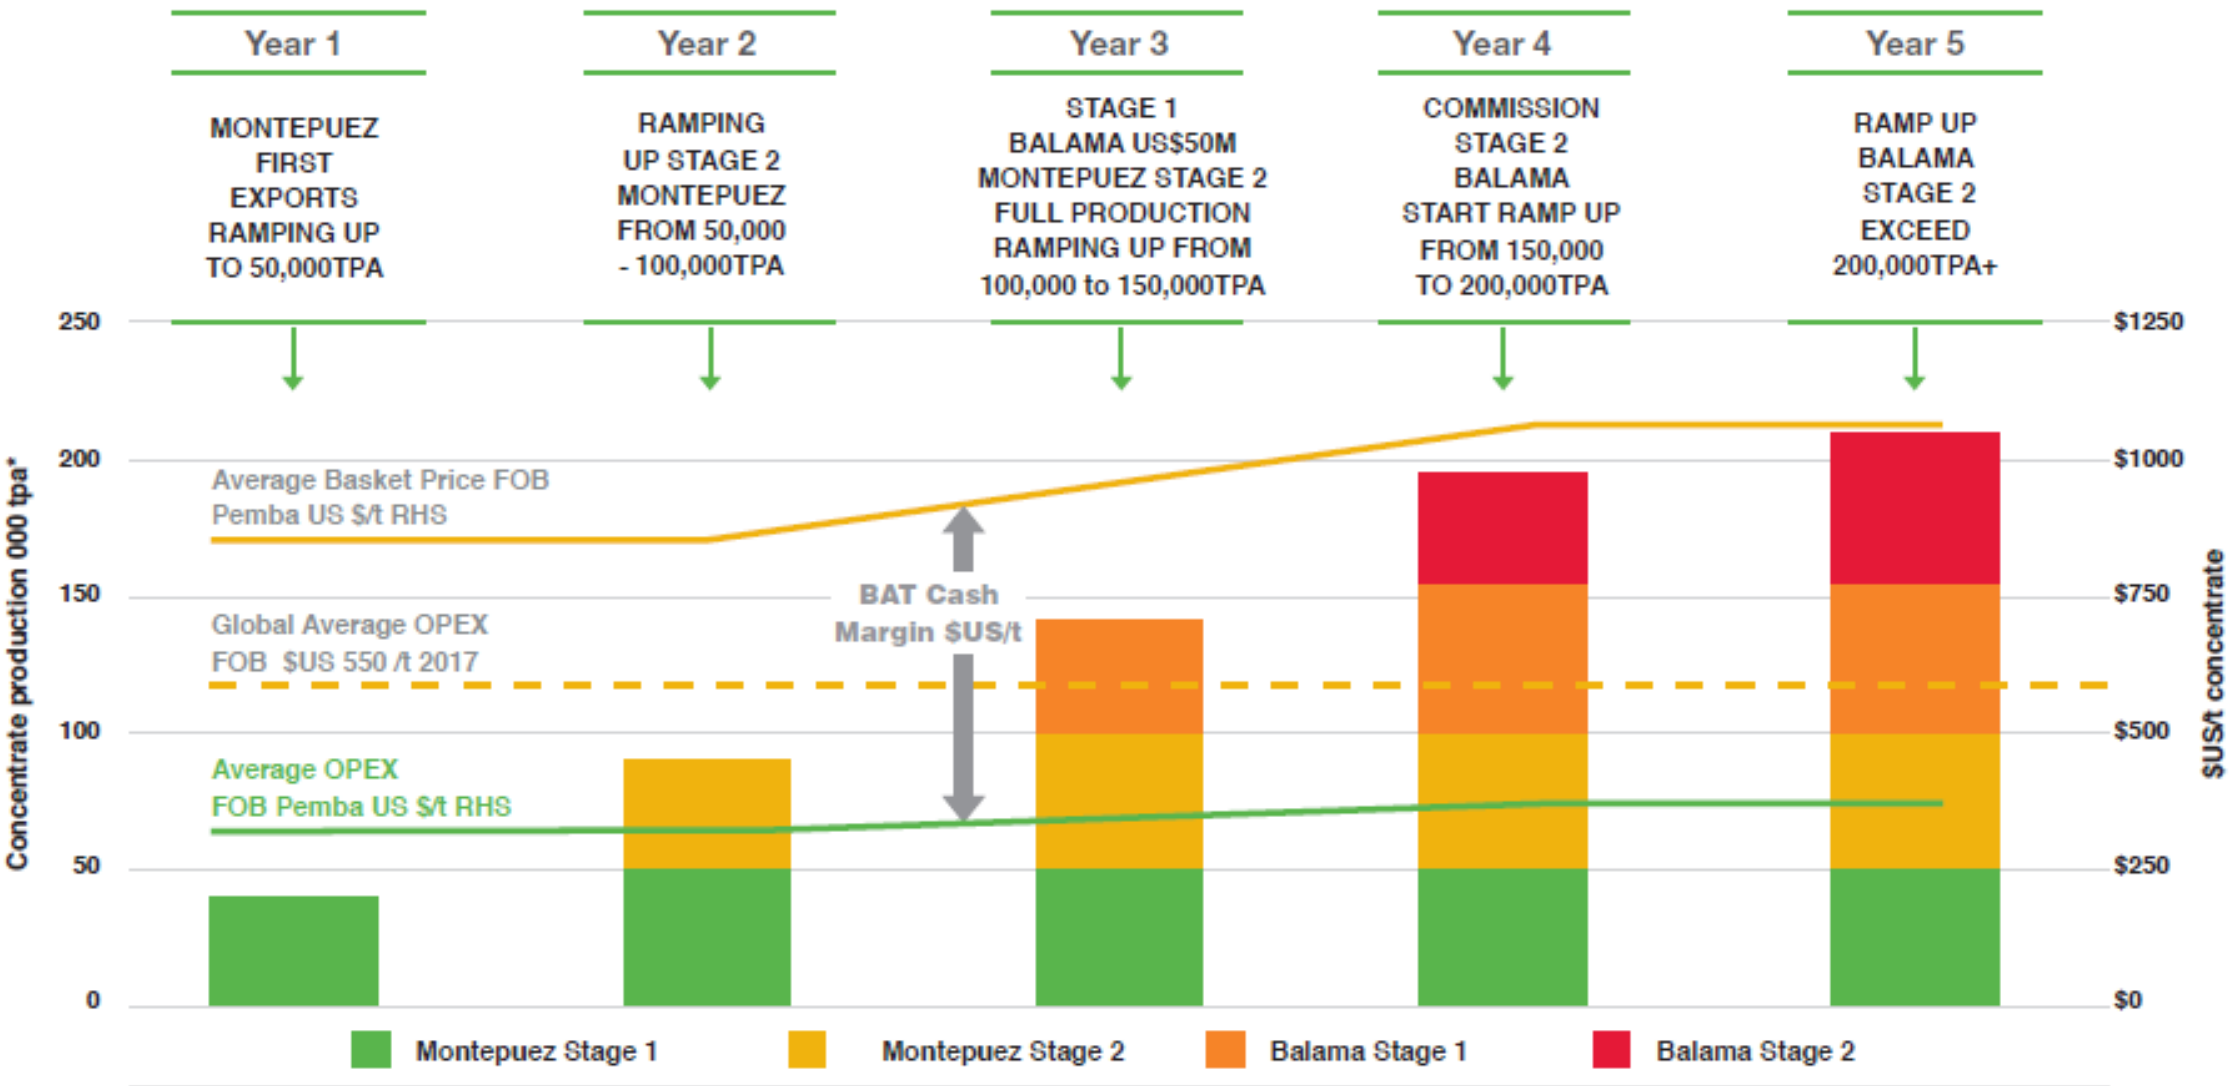 Year 1
MONTEPUEZ
FIRST
EXPORTS
RAMPING UP
TO 50,000TPA
Year 2
RAMPING
UP STAGE 2
MONTEPUEZ
FROM 50,000
- 100,000TPA
Year 3
STAGE 1
BALAMA US$50M
MONTEPUEZ STAGE 2
FULL PRODUCTION
RAMPING UP FROM
100,000 to 150,000TPA
Year 4
COMMISSION
STAGE 2
BALAMA
START RAMP UP
FROM 150,000
TO 200,000TPA
Year 5
RAMP UP
BALAMA
STAGE 2
EXCEED
200,000TPA+
Concentrate production 000 tpa*
250
200
150
100
50
0
Average Basket Price FOB
Pemba US $/t RHS
Global Average OPEX
FOB $US 550 /t 2017
Average OPEX
FOB Pemba US $/t RHS
BAT Cash
Margin $US/t
$1250
$1000
$750
$500
$250
$0
$US/t concentrate
Montepuez Stage 1
Montepuez Stage 2
Balama Stage 1
Balama Stage 2